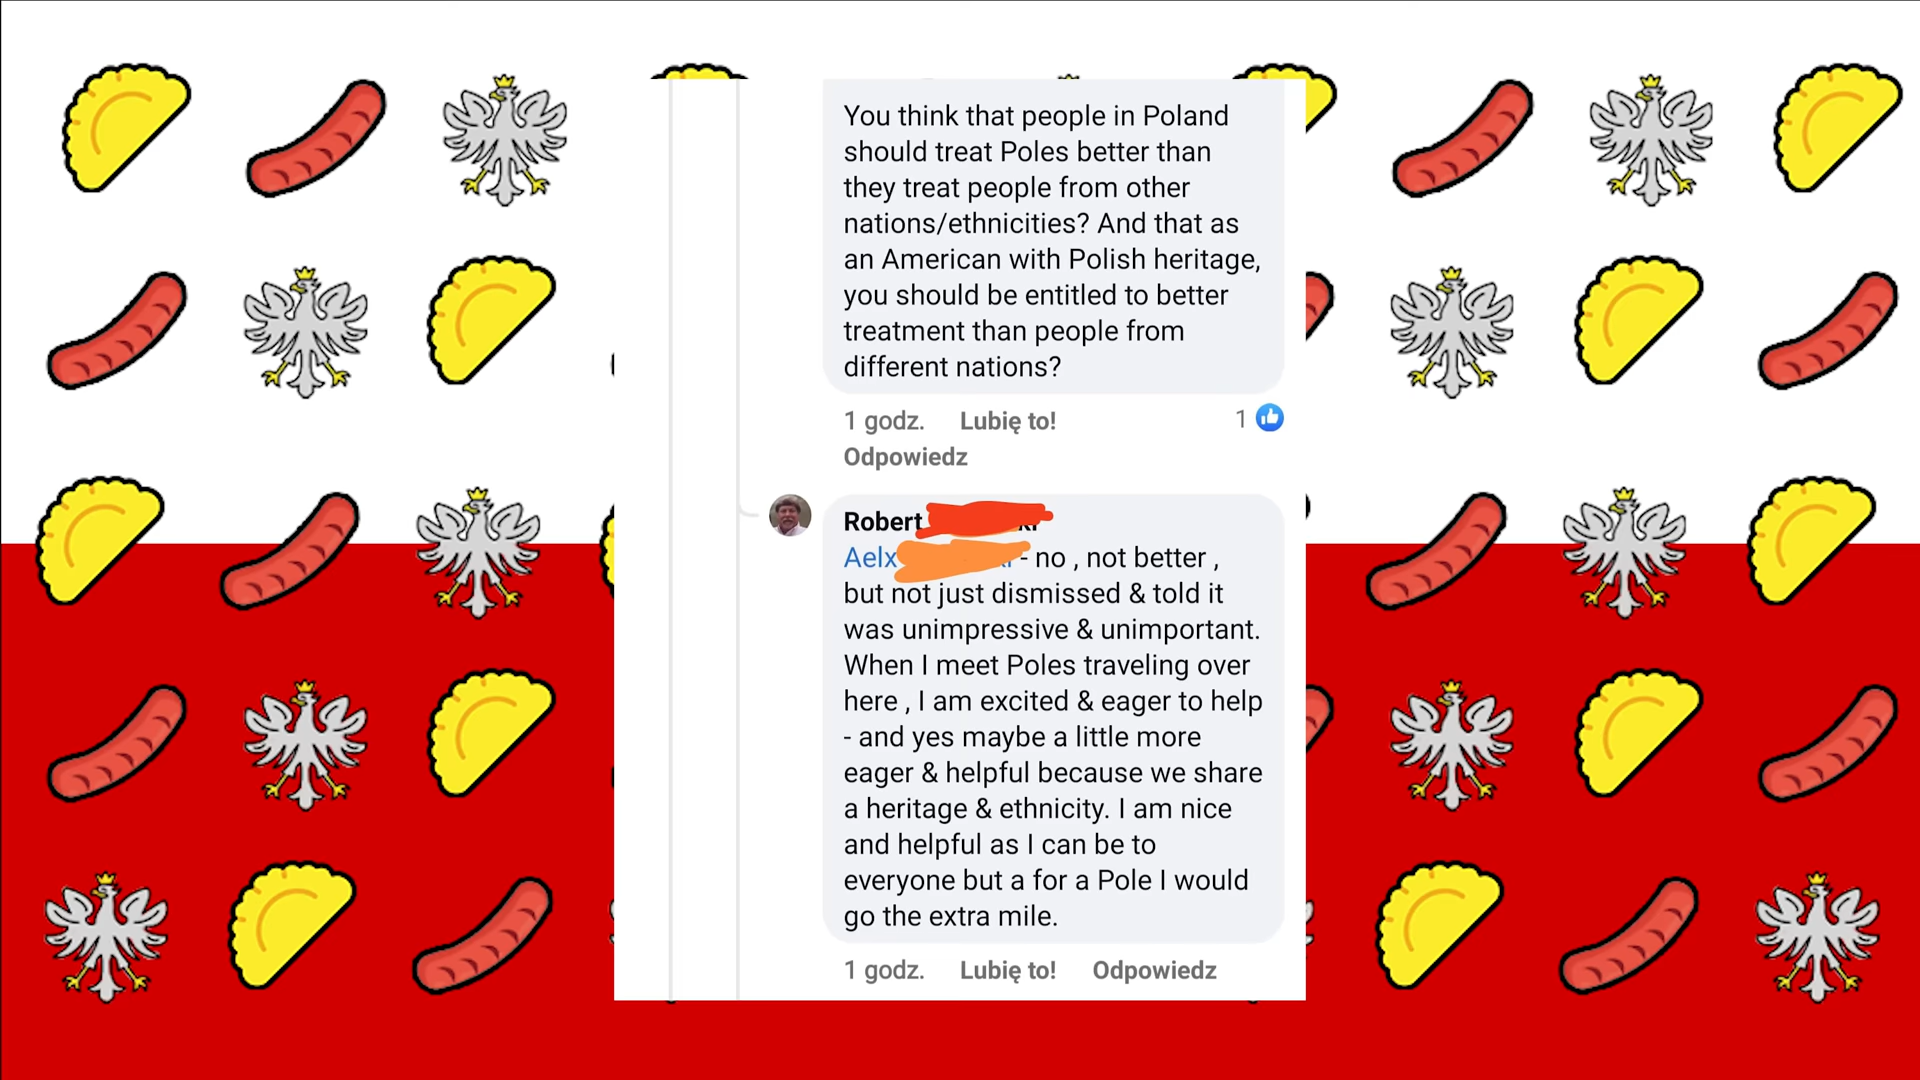 You think that people in Poland
should treat Poles better than
they treat people from other
nations/ethnicities? And that as
an American with Polish heritage,
you should be entitled to better
treatment than people from
different nations?
1 godz. Lubię to! 1
Odpowiedz
Robert
Aelx - no , not better ,
but not just dismissed & told it
was unimpressive & unimportant.
When I meet Poles traveling over
here , I am excited & eager to help
- and yes maybe a little more
eager & helpful because we share
a heritage & ethnicity. I am nice
and helpful as I can be to
everyone but a for a Pole I would
go the extra mile.
1 godz. Lubię to! Odpowiedz